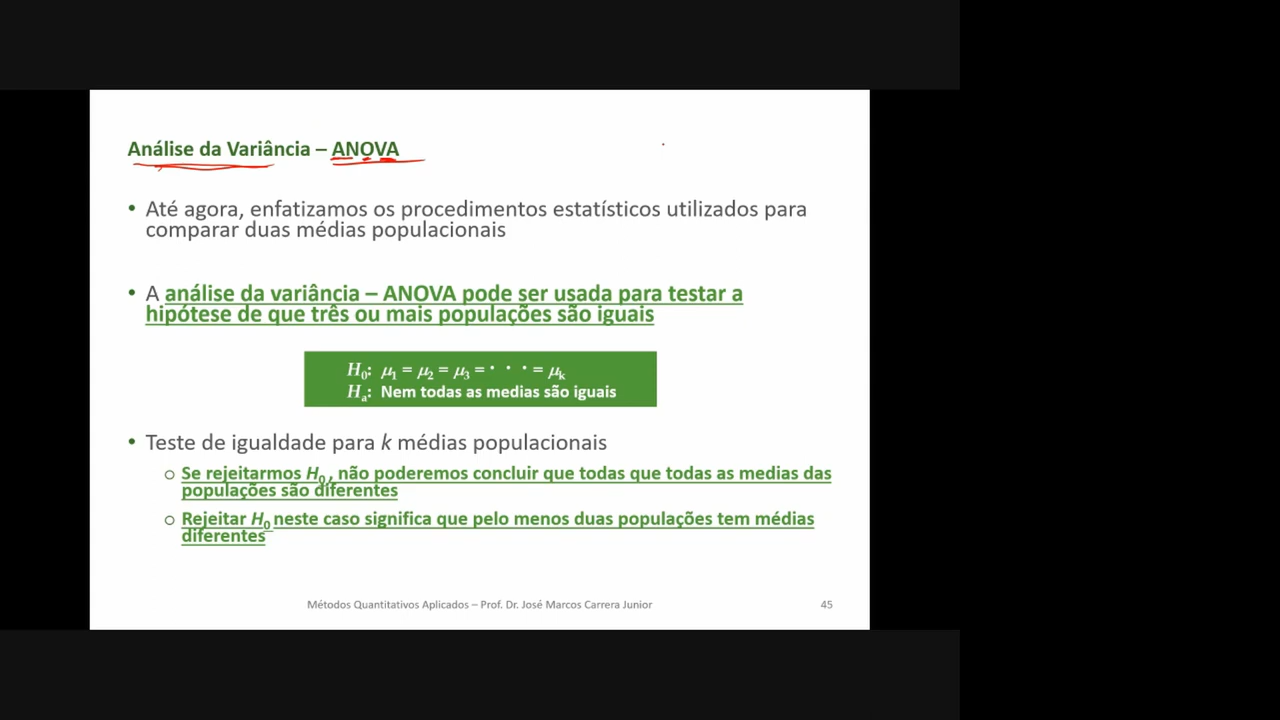 Análise da Variância – ANOVA
• Até agora, enfatizamos os procedimentos estatísticos utilizados para
comparar duas médias populacionais
• A análise da variância – ANOVA pode ser usada para testar a
hipótese de que três ou mais populações são iguais
H0: μ1 = μ2 = μ3 = · · · = μk
Ha: Nem todas as medias são iguais
• Teste de igualdade para k médias populacionais
o Se rejeitarmos H0 , não poderemos concluir que todas que todas as medias das
populações são diferentes
o Rejeitar H0 neste caso significa que pelo menos duas populações tem médias
diferentes
Métodos Quantitativos Aplicados – Prof. Dr. José Marcos Carrera Junior
45